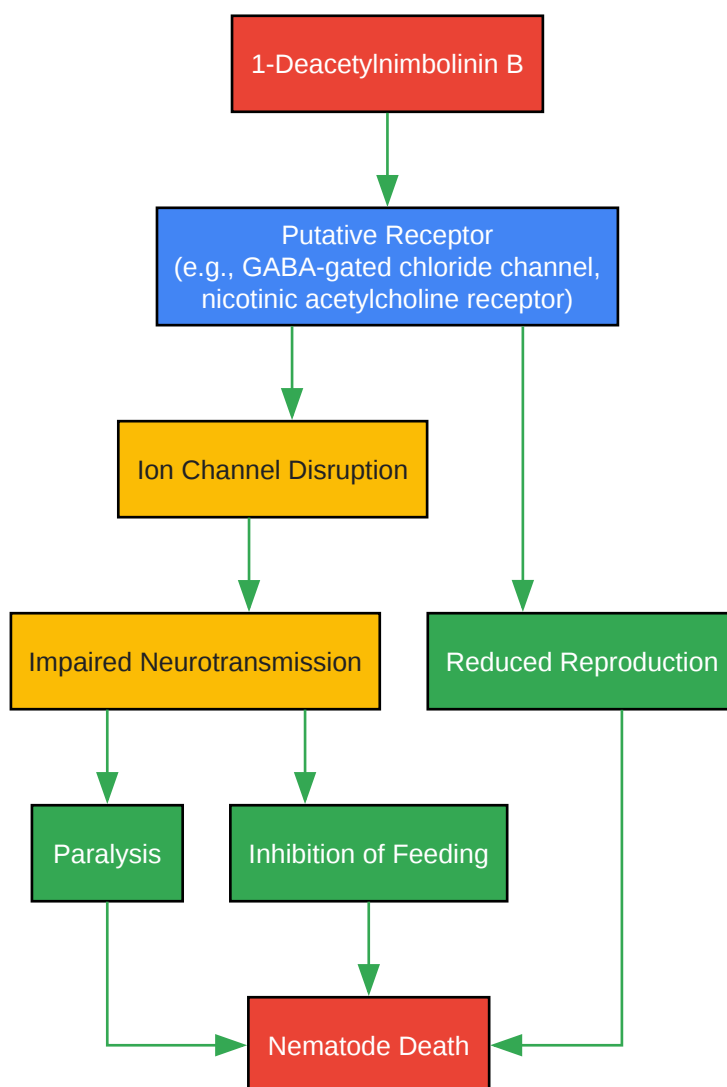 1-Deacetylnimbolinin B
Putative Receptor
(e.g., GABA-gated chloride channel,
nicotinic acetylcholine receptor)
Ion Channel Disruption
Impaired Neurotransmission
Reduced Reproduction
Paralysis
Inhibition of Feeding
Nematode Death